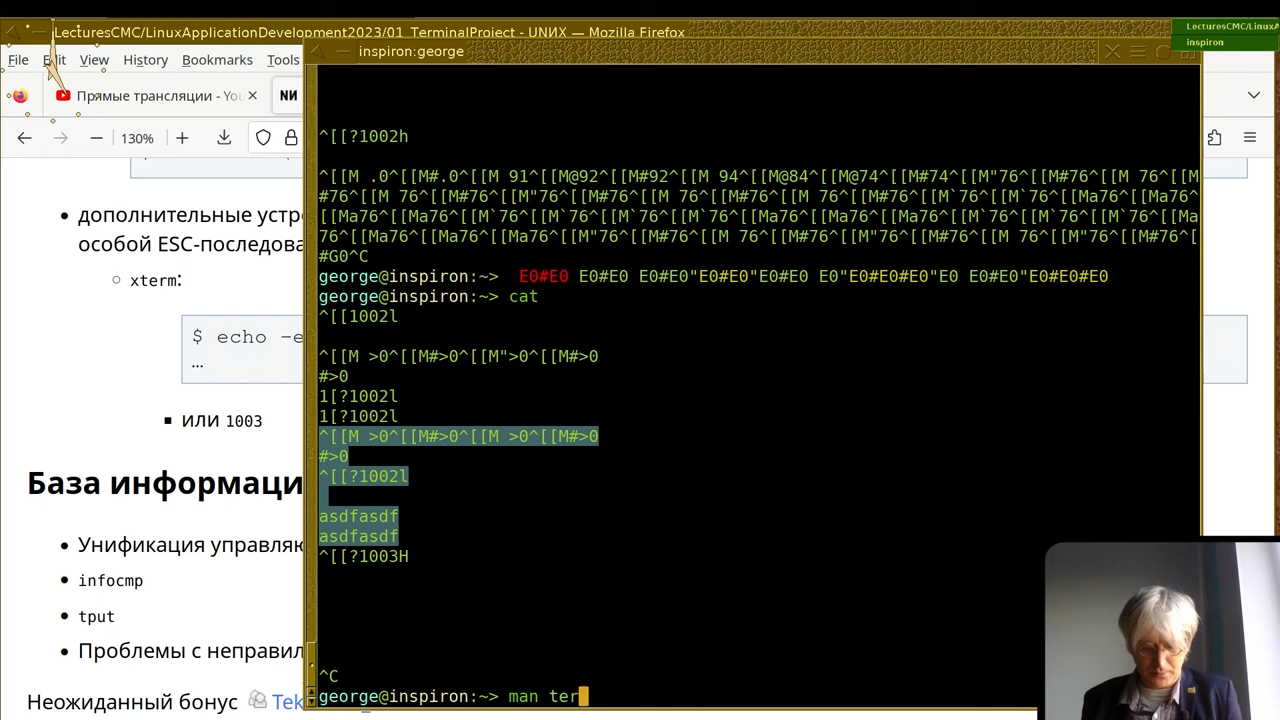 LecturesCMC/LinuxApplicationDevelopment2023/01_TerminalProject - UNИX — Mozilla Firefox
LecturesCMC/LinuxA
inspiron
inspiron:george
File Edit View History Bookmarks Tools
Прямые трансляции - You
NИ
130%
дополнительные устр
особой ESC-последова
xterm:
$ echo -e
…
или 1003
База информаци
Унификация управляю
infocmp
tput
Проблемы с неправил
Неожиданный бонус Tek
^[[?1002h
^[[M .0^[[M#.0^[[M 91^[[M@92^[[M#92^[[M 94^[[M@84^[[M@74^[[M#74^[[M"76^[[M#76^[[M 76^[[M
#76^[[M 76^[[M#76^[[M"76^[[M#76^[[M 76^[[M"76^[[M#76^[[M 76^[[M#76^[[M`76^[[M`76^[[Ma76^
[[Ma76^[[Ma76^[[M`76^[[M`76^[[M`76^[[M`76^[[Ma76^[[Ma76^[[Ma76^[[M`76^[[M`76^[[M`76^[[Ma
76^[[Ma76^[[Ma76^[[M"76^[[M#76^[[M 76^[[M#76^[[M"76^[[M#76^[[M 76^[[M"76^[[M#76^[
#G0^C
george@inspiron:~>  E0#E0 E0#E0 E0#E0"E0#E0"E0#E0 E0"E0#E0#E0"E0 E0#E0"E0#E0#E0
george@inspiron:~> cat
^[[1002l
^[[M >0^[[M#>0^[[M">0^[[M#>0
#>0
1[?1002l
1[?1002l
^[[M >0^[[M#>0^[[M >0^[[M#>0
#>0
^[[?1002l
asdfasdf
asdfasdf
^[[?1003H
^C
george@inspiron:~> man ter